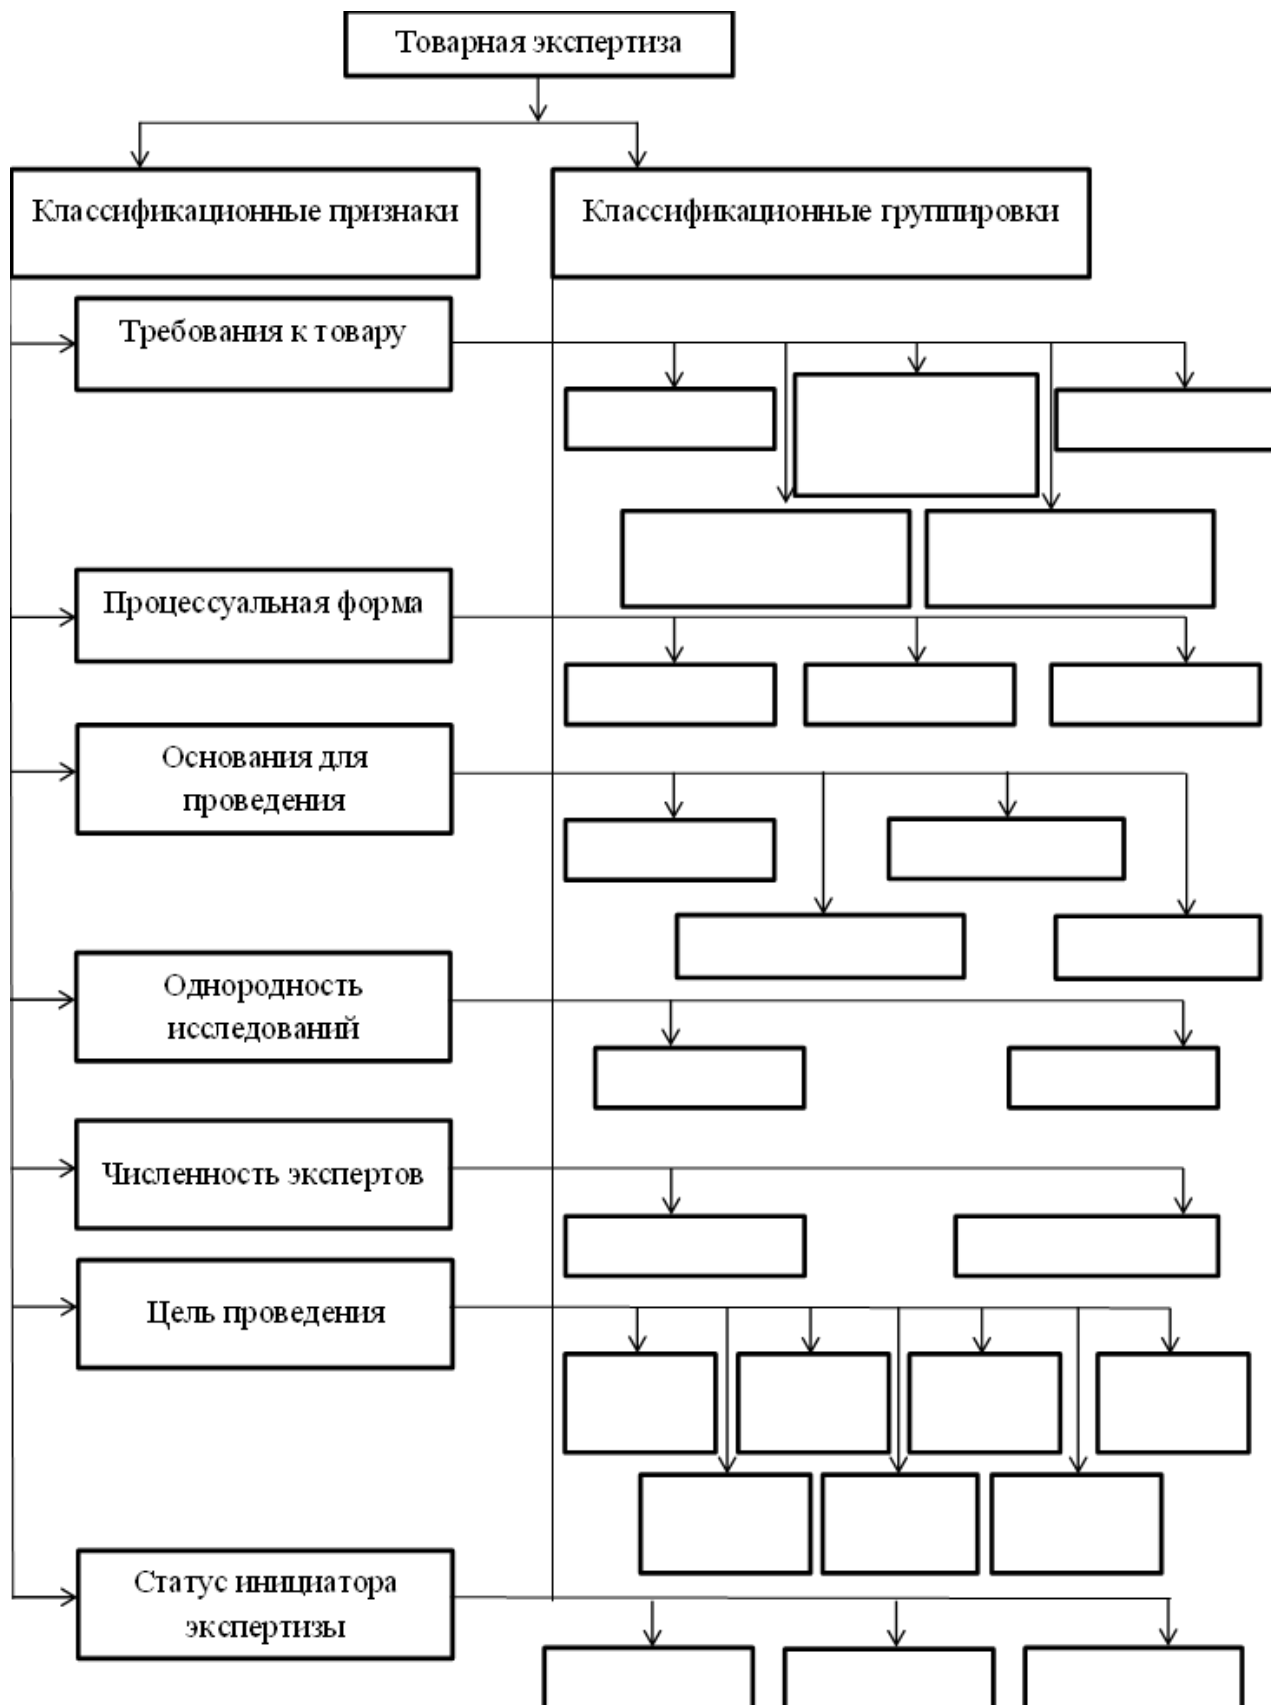 Товарная экспертиза
Классификационные признаки
Классификационные группировки
Требования к товару
Процессуальная форма
Основания для
проведения
Однородность
исследований
Численность экспертов
Цель проведения
Статус инициатора
экспертизы